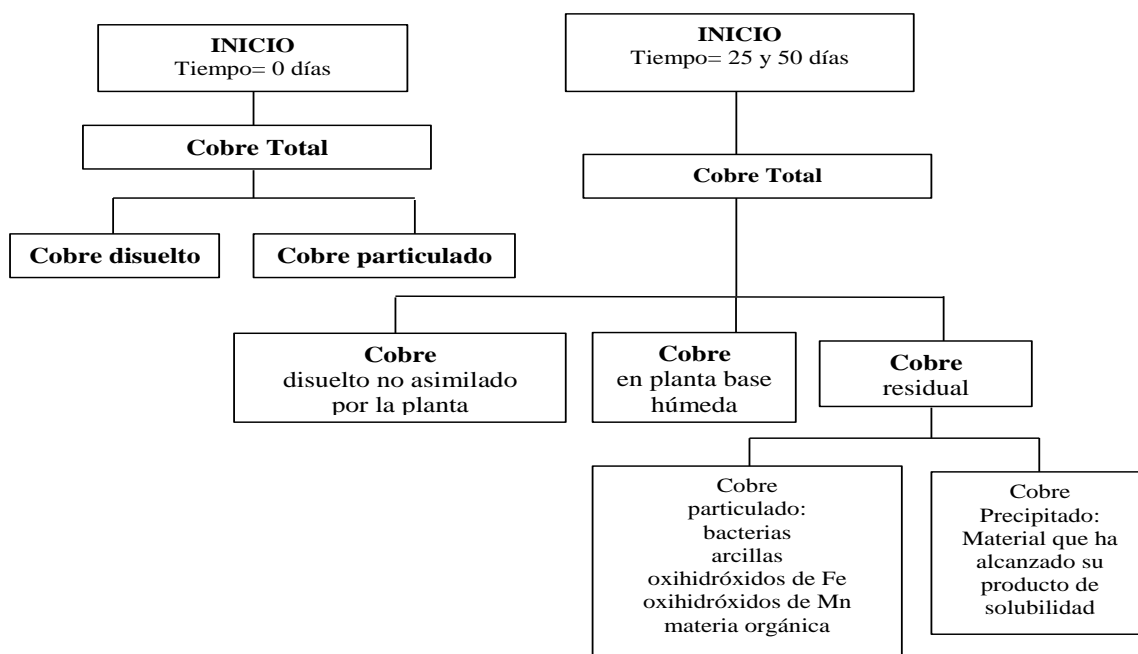 INICIO
Tiempo= 0 días
Cobre Total
Cobre disuelto
Cobre particulado
INICIO
Tiempo= 25 y 50 días
Cobre Total
Cobre
disuelto no asimilado
por la planta
Cobre
en planta base
húmeda
Cobre
residual
Cobre
particulado:
bacterias
arcillas
oxihidróxidos de Fe
oxihidróxidos de Mn
materia orgánica
Cobre
Precipitado:
Material que ha
alcanzado su
producto de
solubilidad